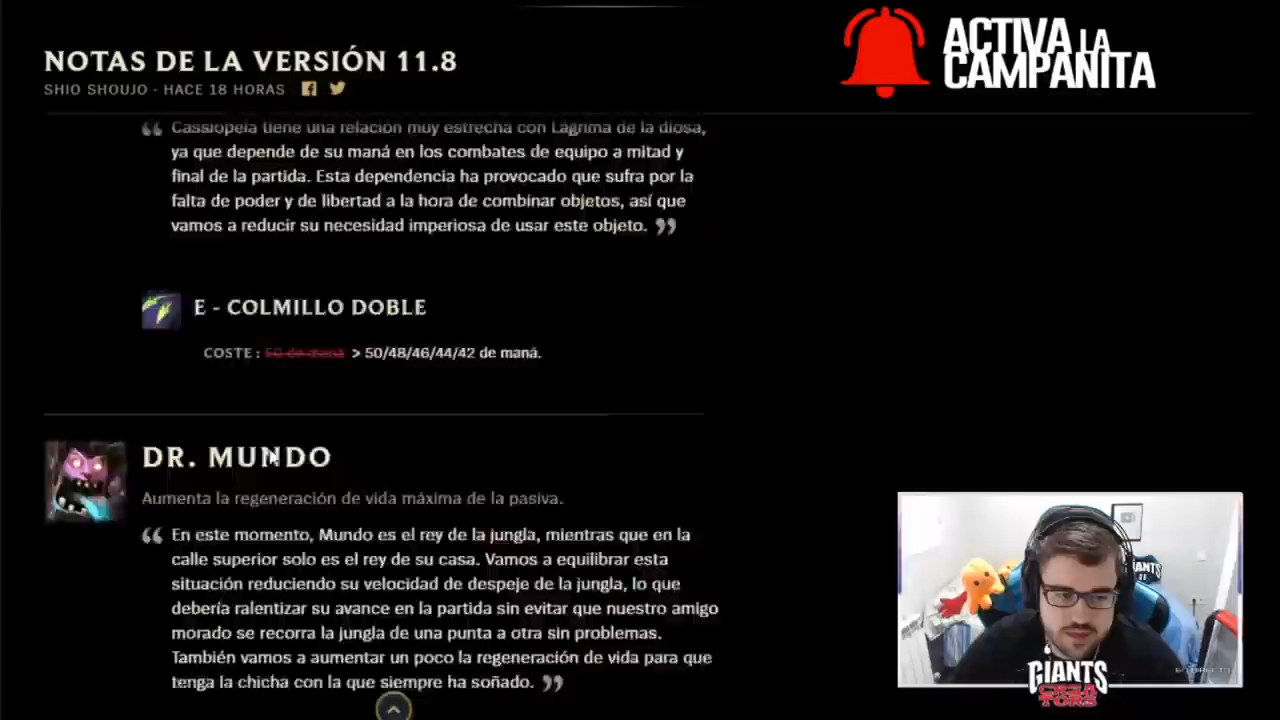 NOTAS DE LA VERSIÓN 11.8
SHIO SHOUJO - HACE 18 HORAS
ACTIVA LA
CAMPANITA
“ Cassiopeia tiene una relación muy estrecha con Lágrima de la diosa,
ya que depende de su maná en los combates de equipo a mitad y
final de la partida. Esta dependencia ha provocado que sufra por la
falta de poder y de libertad a la hora de combinar objetos, así que
vamos a reducir su necesidad imperiosa de usar este objeto. ”
E - COLMILLO DOBLE
COSTE : 50 de maná > 50/48/46/44/42 de maná.
DR. MUNDO
Aumenta la regeneración de vida máxima de la pasiva.
“ En este momento, Mundo es el rey de la jungla, mientras que en la
calle superior solo es el rey de su casa. Vamos a equilibrar esta
situación reduciendo su velocidad de despeje de la jungla, lo que
debería ralentizar su avance en la partida sin evitar que nuestro amigo
morado se recorra la jungla de una punta a otra sin problemas.
También vamos a aumentar un poco la regeneración de vida para que
tenga la chicha con la que siempre ha soñado. ”
GIANTS
CREA
TORS